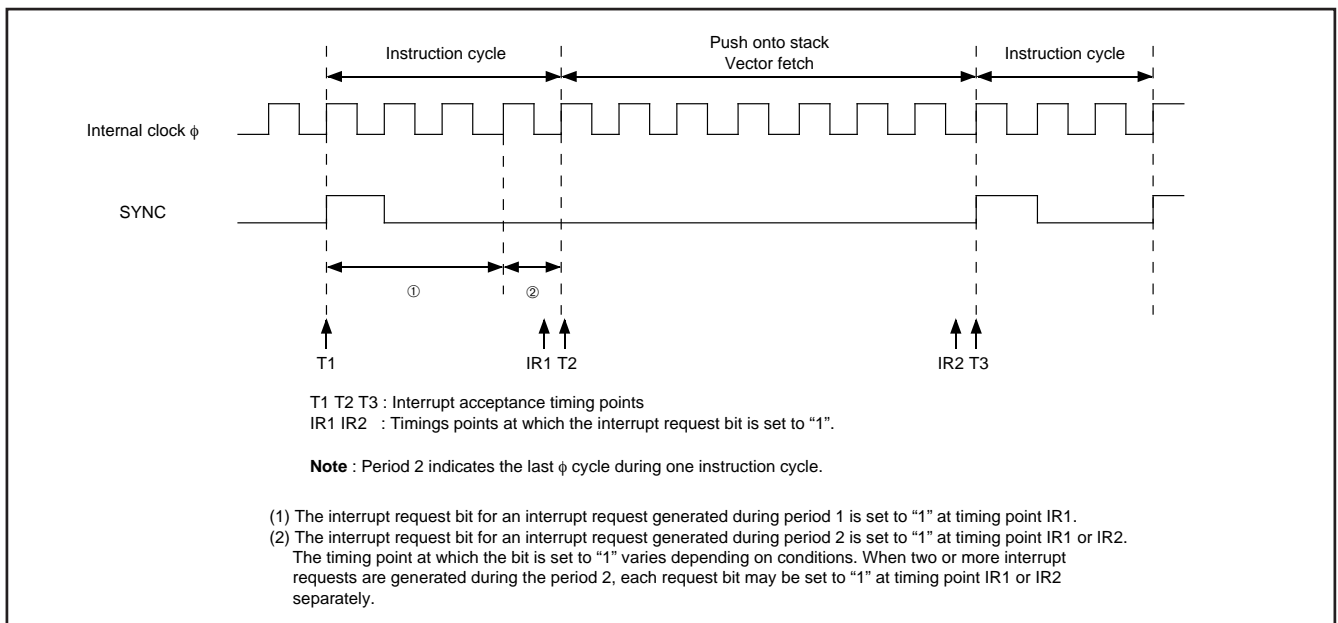 Instruction cycle
Push onto stack
Vector fetch
Instruction cycle
Internal clock ϕ
SYNC
① ②
T1 IR1 T2 IR2 T3
T1 T2 T3 : Interrupt acceptance timing points
IR1 IR2 : Timings points at which the interrupt request bit is set to “1”.
Note : Period 2 indicates the last ϕ cycle during one instruction cycle.
(1) The interrupt request bit for an interrupt request generated during period 1 is set to “1” at timing point IR1.
(2) The interrupt request bit for an interrupt request generated during period 2 is set to “1” at timing point IR1 or IR2.
The timing point at which the bit is set to “1” varies depending on conditions. When two or more interrupt
requests are generated during the period 2, each request bit may be set to “1” at timing point IR1 or IR2
separately.